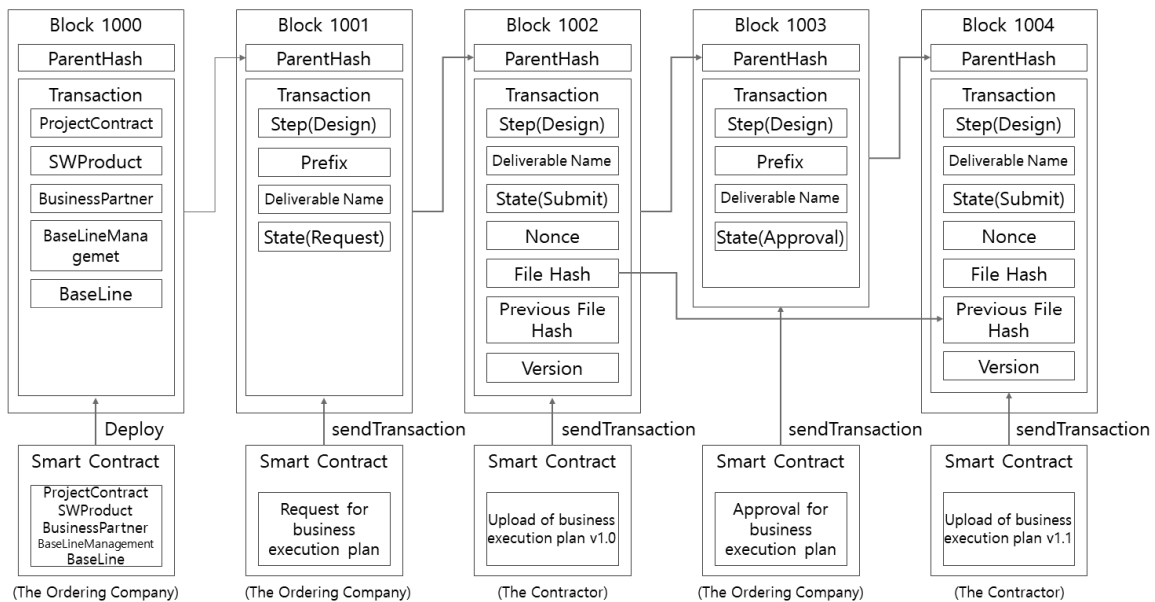 Block 1000
ParentHash
Transaction
ProjectContract
SWProduct
BusinessPartner
BaseLineMana
gemet
BaseLine
Deploy
Smart Contract
ProjectContract
SWProduct
BusinessPartner
BaseLineManagement
BaseLine
(The Ordering Company)
Block 1001
ParentHash
Transaction
Step(Design)
Prefix
Deliverable Name
State(Request)
sendTransaction
Smart Contract
Request for
business
execution plan
(The Ordering Company)
Block 1002
ParentHash
Transaction
Step(Design)
Deliverable Name
State(Submit)
Nonce
File Hash
Previous File
Hash
Version
sendTransaction
Smart Contract
Upload of business
execution plan v1.0
(The Contractor)
Block 1003
ParentHash
Transaction
Step(Design)
Prefix
Deliverable Name
State(Approval)
sendTransaction
Smart Contract
Approval for
business
execution plan
(The Ordering Company)
Block 1004
ParentHash
Transaction
Step(Design)
Deliverable Name
State(Submit)
Nonce
File Hash
Previous File
Hash
Version
sendTransaction
Smart Contract
Upload of business
execution plan v1.1
(The Contractor)